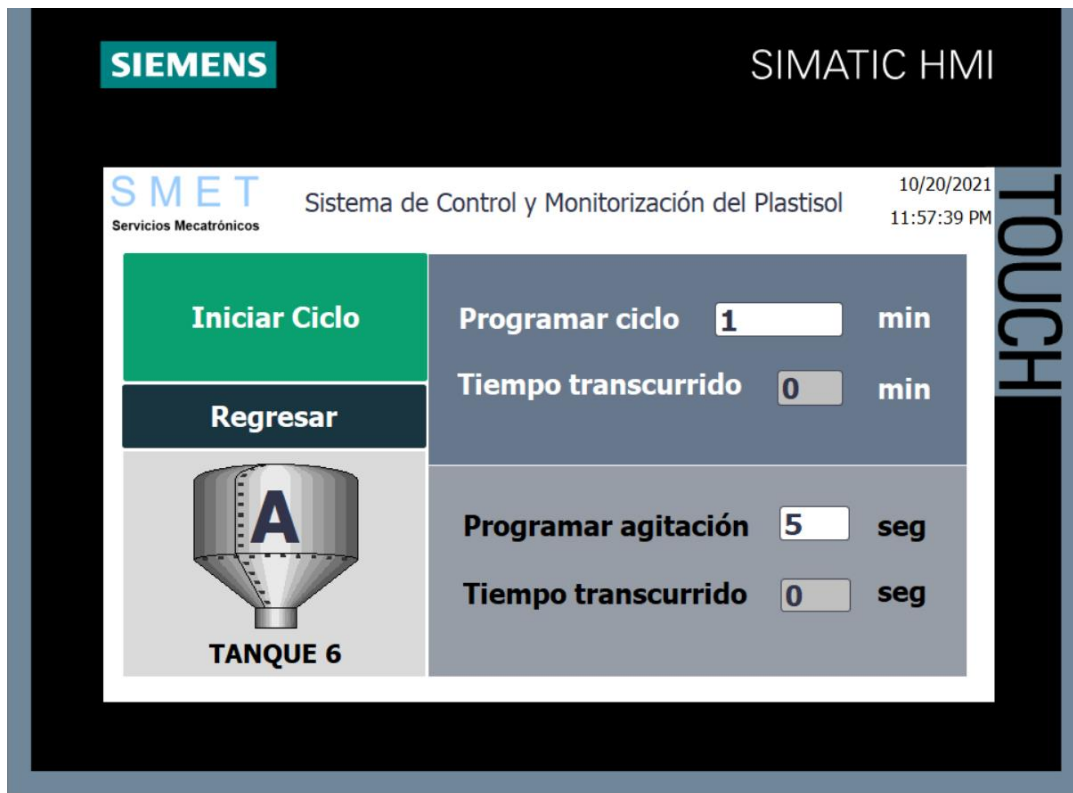 SIEMENS
SIMATIC HMI
TOUCH
S M E T
Servicios Mecatrónicos
Sistema de Control y Monitorización del Plastisol
10/20/2021
11:57:39 PM
Iniciar Ciclo
Regresar
A
TANQUE 6
Programar ciclo 1 min
Tiempo transcurrido 0 min
Programar agitación 5 seg
Tiempo transcurrido 0 seg